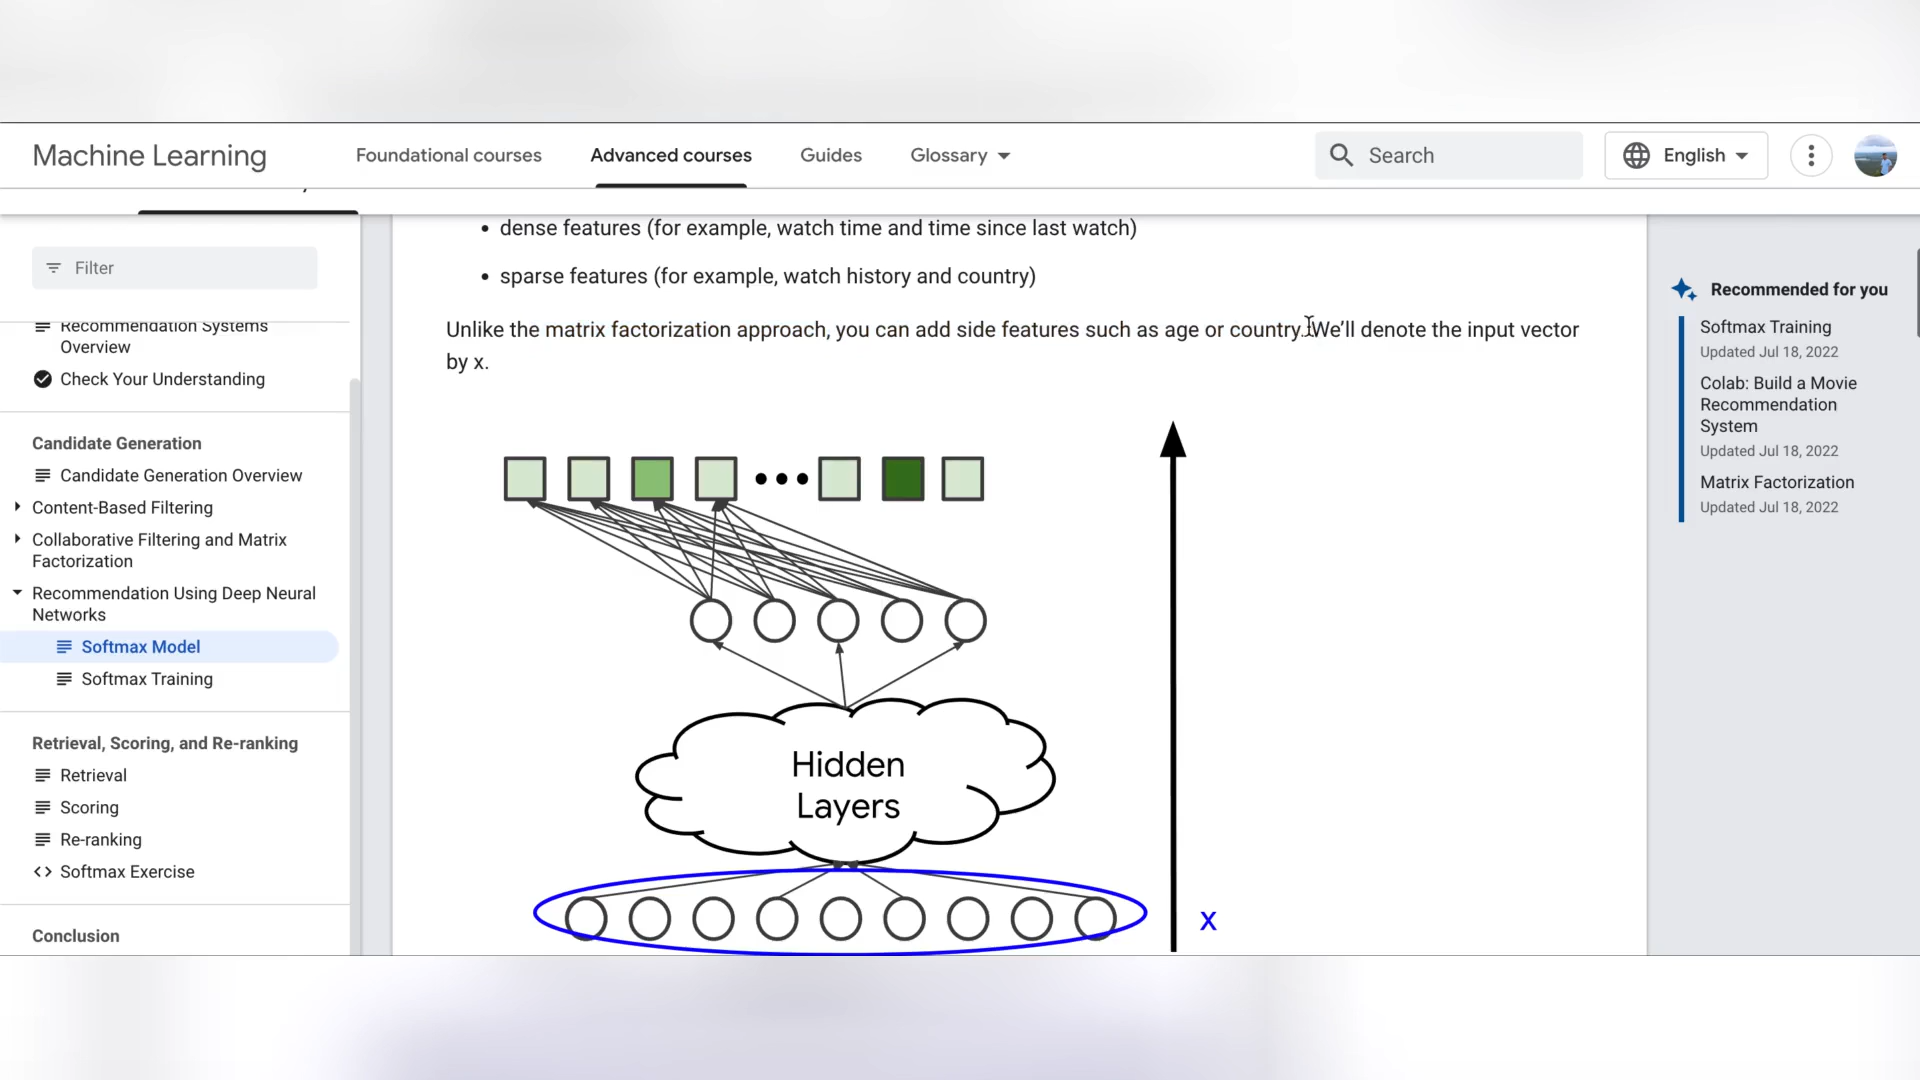 Machine Learning
Foundational courses
Advanced courses
Guides
Glossary
Search
English
Filter
Recommendation Systems
Overview
Check Your Understanding
Candidate Generation
Candidate Generation Overview
Content-Based Filtering
Collaborative Filtering and Matrix
Factorization
Recommendation Using Deep Neural
Networks
Softmax Model
Softmax Training
Retrieval, Scoring, and Re-ranking
Retrieval
Scoring
Re-ranking
Softmax Exercise
Conclusion
• dense features (for example, watch time and time since last watch)
• sparse features (for example, watch history and country)
Unlike the matrix factorization approach, you can add side features such as age or country. We'll denote the input vector
by x.
Hidden
Layers
x
Recommended for you
Softmax Training
Updated Jul 18, 2022
Colab: Build a Movie
Recommendation
System
Updated Jul 18, 2022
Matrix Factorization
Updated Jul 18, 2022